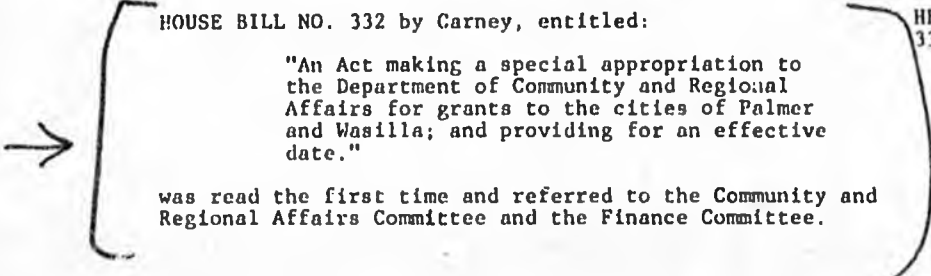 HOUSE BILL NO. 332 by Carney, entitled:
"An Act making a special appropriation to
the Department of Community and Regional
Affairs for grants to the cities of Palmer
and Wasilla; and providing for an effective
date."
was read the first time and referred to the Community and
Regional Affairs Committee and the Finance Committee.